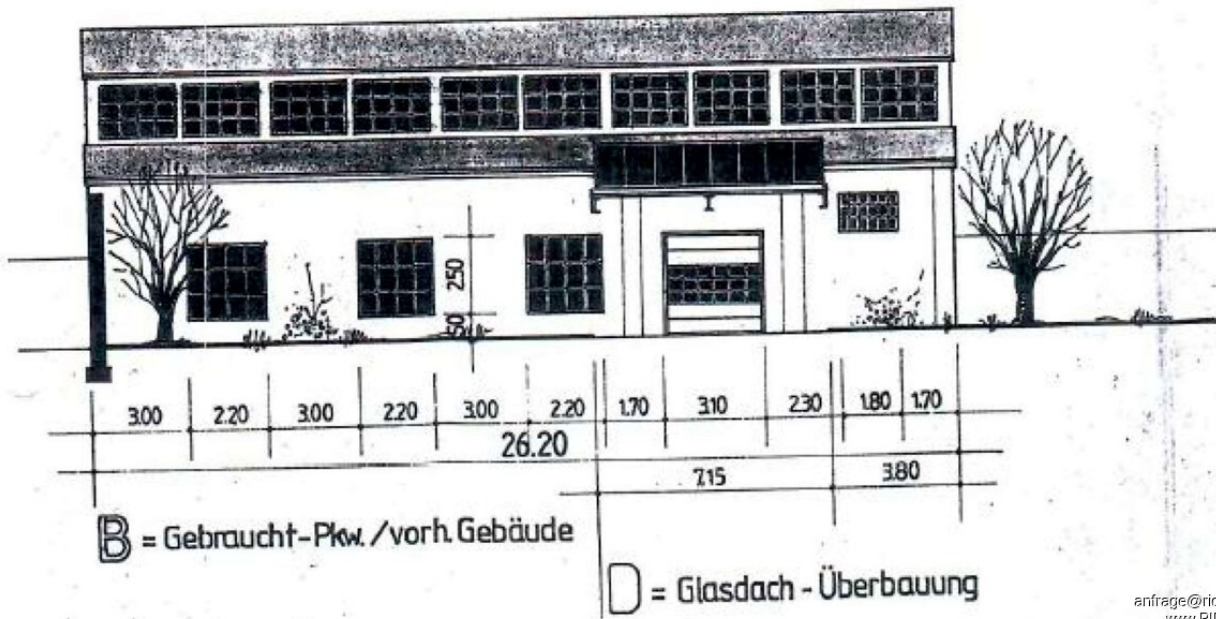 250
50
3.00 2.20 3.00 2.20 3.00 2.20 1.70 3.10 2.30 1.80 1.70
26.20
7.15 3.80
B = Gebraucht-Pkw./vorh. Gebäude
D = Glasdach - Überbauung